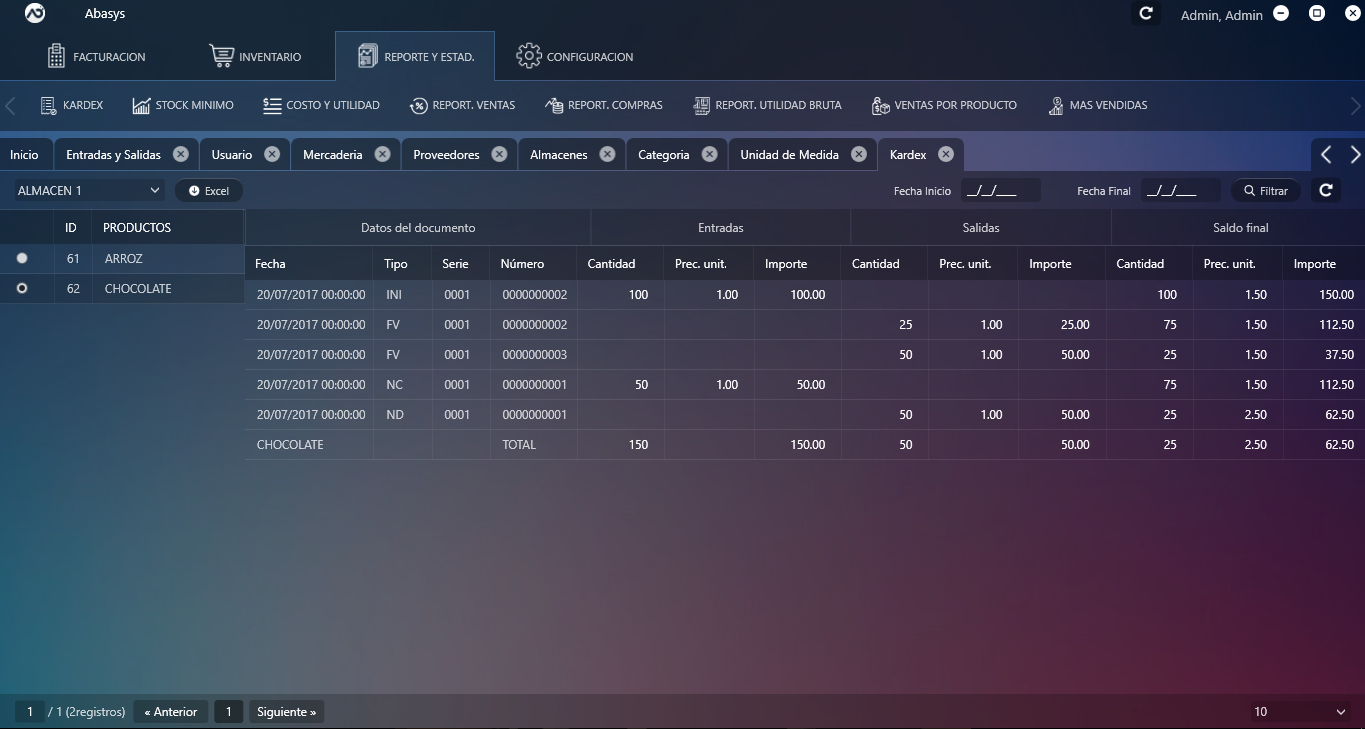 Abasys
Admin, Admin
FACTURACION INVENTARIO REPORTE Y ESTAD. CONFIGURACION
KARDEX STOCK MINIMO COSTO Y UTILIDAD REPORT. VENTAS REPORT. COMPRAS REPORT. UTILIDAD BRUTA VENTAS POR PRODUCTO MAS VENDIDAS
Inicio Entradas y Salidas Usuario Mercaderia Proveedores Almacenes Categoria Unidad de Medida Kardex
ALMACEN 1 Excel Fecha Inicio __/__/____ Fecha Final __/__/____ Filtrar
ID PRODUCTOS Datos del documento Entradas Salidas Saldo final
61 ARROZ
62 CHOCOLATE
Fecha Tipo Serie Número Cantidad Prec. unit. Importe Cantidad Prec. unit. Importe Cantidad Prec. unit. Importe
20/07/2017 00:00:00 INI 0001 0000000002 100 1.00 100.00 100 1.50 150.00
20/07/2017 00:00:00 FV 0001 0000000002 25 1.00 25.00 75 1.50 112.50
20/07/2017 00:00:00 FV 0001 0000000003 50 1.00 50.00 25 1.50 37.50
20/07/2017 00:00:00 NC 0001 0000000001 50 1.00 50.00 75 1.50 112.50
20/07/2017 00:00:00 ND 0001 0000000001 50 1.00 50.00 25 2.50 62.50
CHOCOLATE TOTAL 150 150.00 50 50.00 25 2.50 62.50
1 / 1 (2registros) « Anterior 1 Siguiente » 10